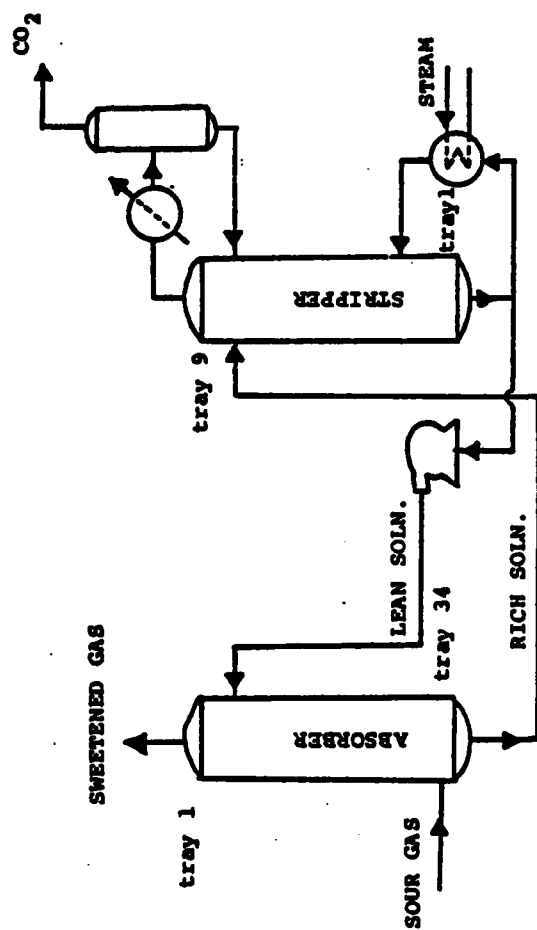 CO2
STEAM
tray1
STRIPPER
tray 9
LEAN SOLN.
tray 34
RICH SOLN.
SWEETENED GAS
ABSORBER
tray 1
SOUR GAS